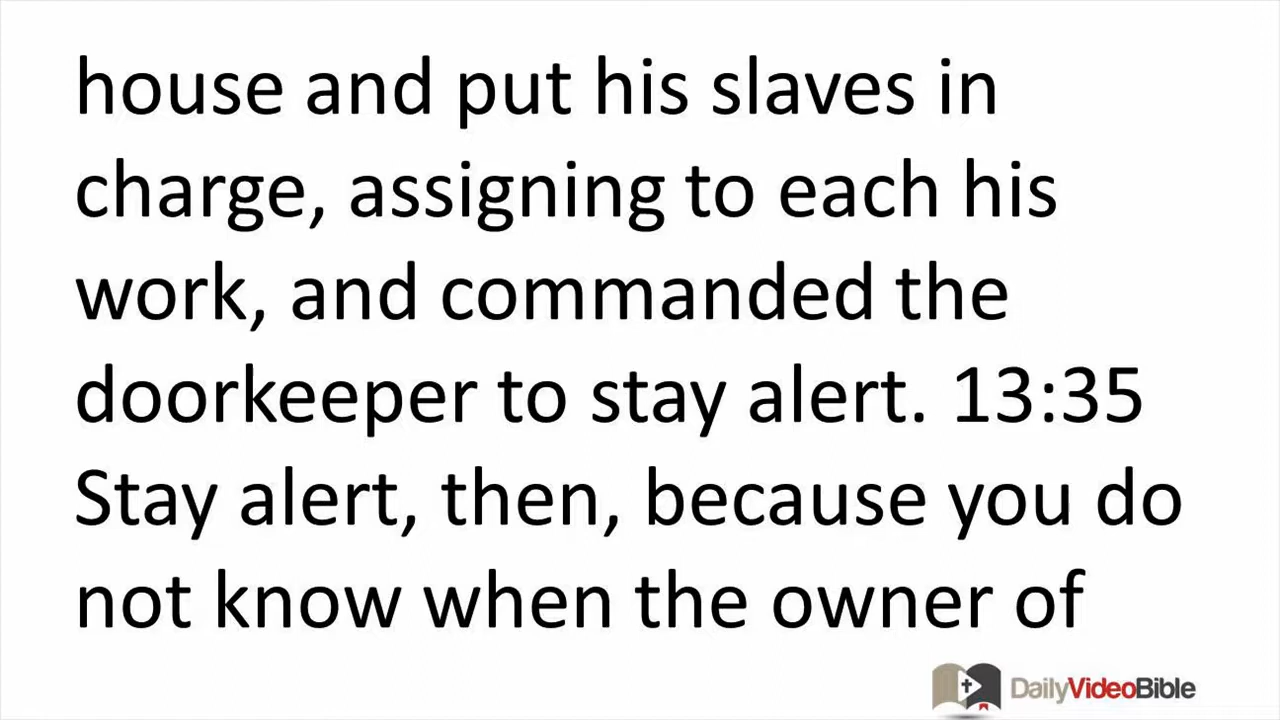 house and put his slaves in
charge, assigning to each his
work, and commanded the
doorkeeper to stay alert. 13:35
Stay alert, then, because you do
not know when the owner of
DailyVideoBible